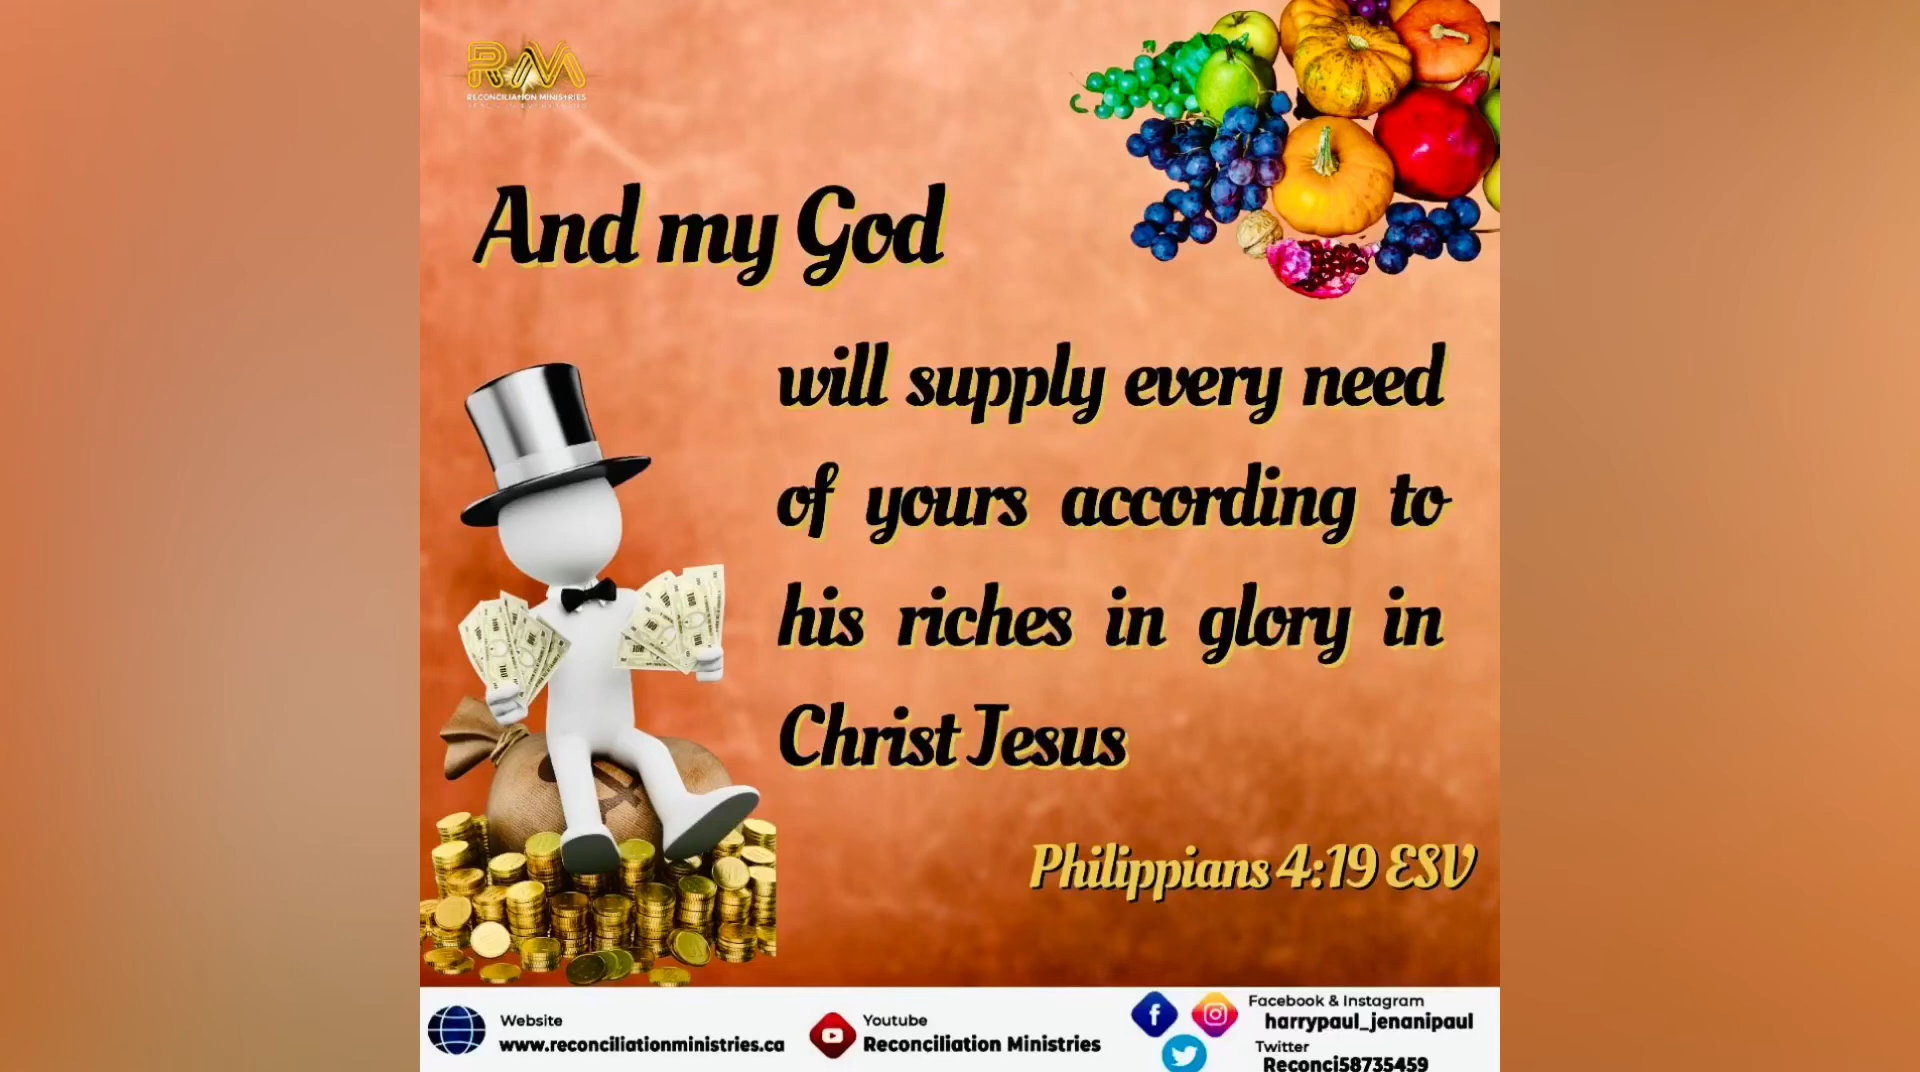 RM
RECONCILIATION MINISTRIES
And my God
will supply every need
of yours according to
his riches in glory in
Christ Jesus
Philippians 4:19 ESV
Website
www.reconciliationministries.ca
Youtube
Reconciliation Ministries
Facebook & Instagram
harrypaul_jenanipaul
Twitter
Reconci58735459